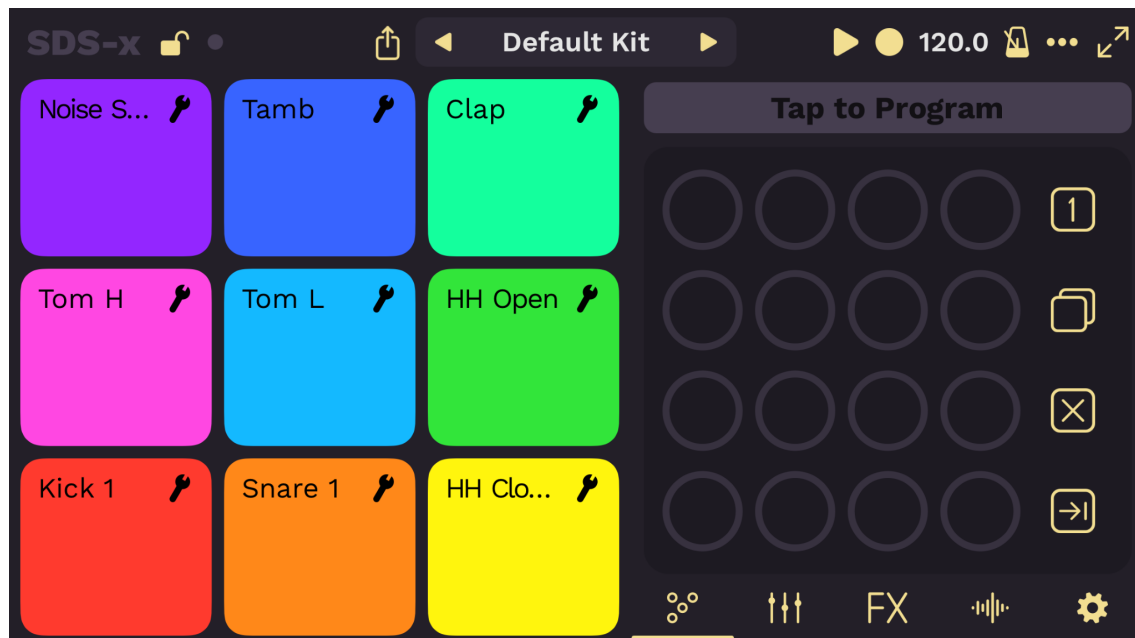 SDS-x
Default Kit
120.0
Noise S...
Tamb
Clap
Tap to Program
1
Tom H
Tom L
HH Open
Kick 1
Snare 1
HH Clo...
FX